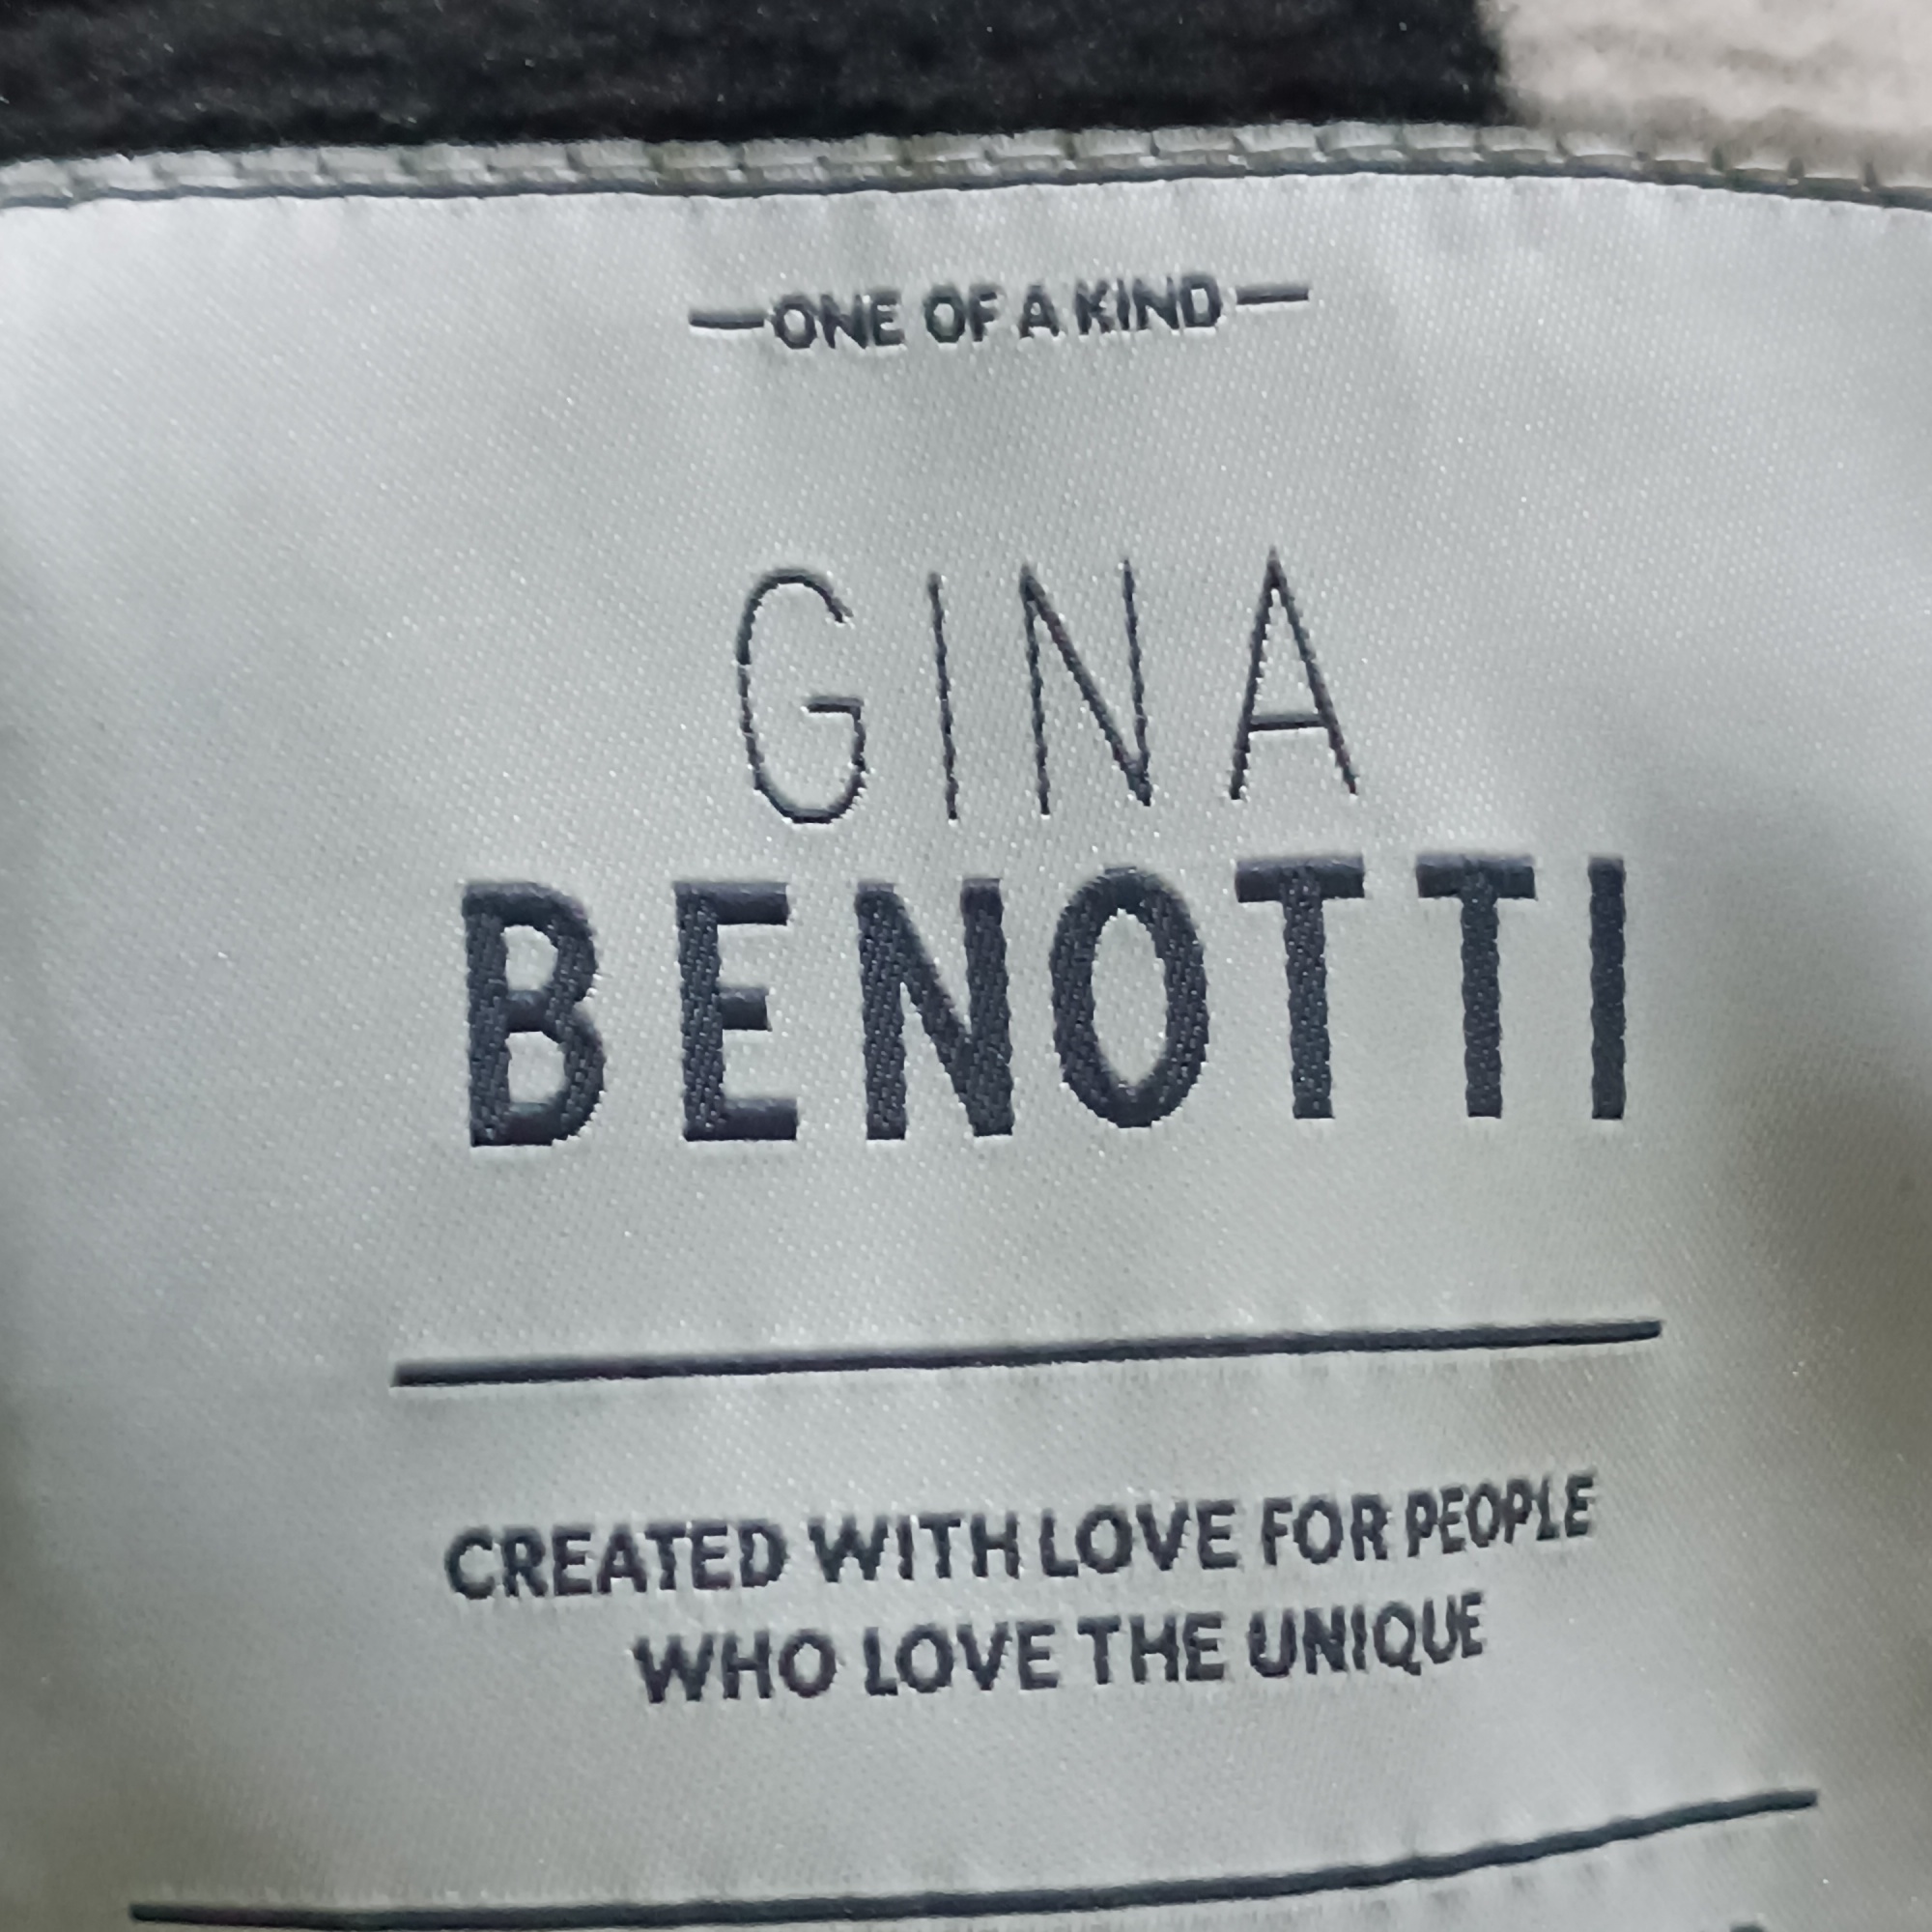 —ONE OF A KIND—
GINA
BENOTTI
CREATED WITH LOVE FOR PEOPLE
WHO LOVE THE UNIQUE